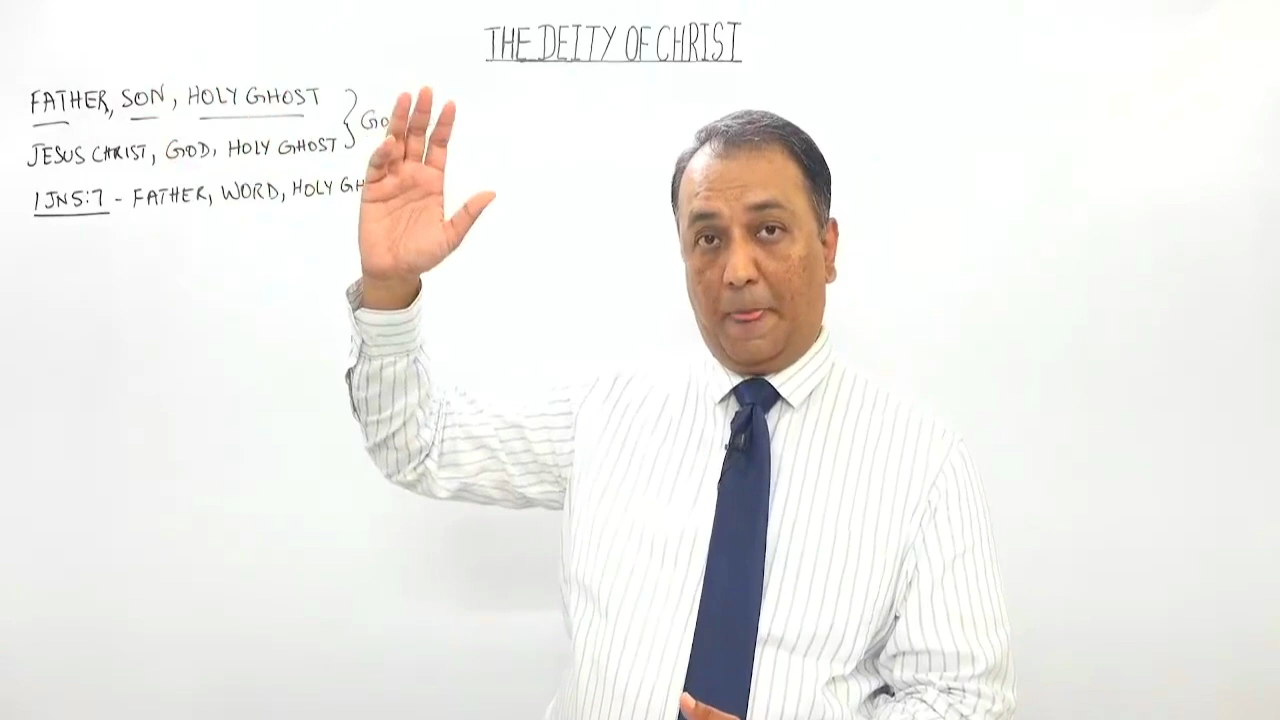 THE DEITY OF CHRIST
FATHER, SON, HOLY GHOST
JESUS CHRIST, GOD, HOLY GHOST
1 JN 5:7 - FATHER, WORD, HOLY